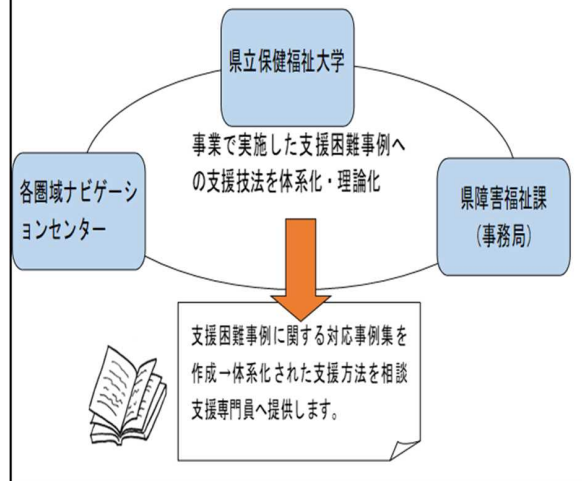 県立保健福祉大学
事業で実施した支援困難事例へ
の支援技法を体系化・理論化
各圏域ナビゲーシ
ョンセンター
県障害福祉課
（事務局）
支援困難事例に関する対応事例集を
作成→体系化された支援方法を相談
支援専門員へ提供します。